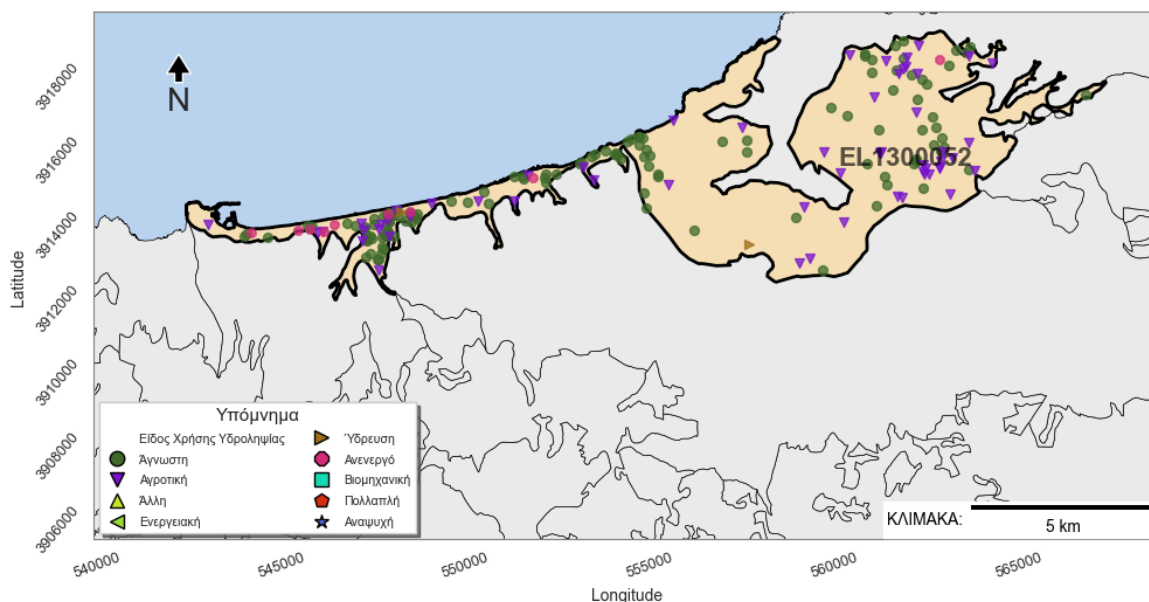 3918000
3916000
3914000
3912000
3910000
3908000
3906000
Latitude
N
EL1300052
Υπόμνημα
Είδος Χρήσης Υδροληψίας
Άγνωστη
Αγροτική
Άλλη
Ενεργειακή
Ύδρευση
Ανενεργό
Βιομηχανική
Πολλαπλή
Αναψυχή
ΚΛΙΜΑΚΑ:
5 km
540000 545000 550000 555000 560000 565000
Longitude